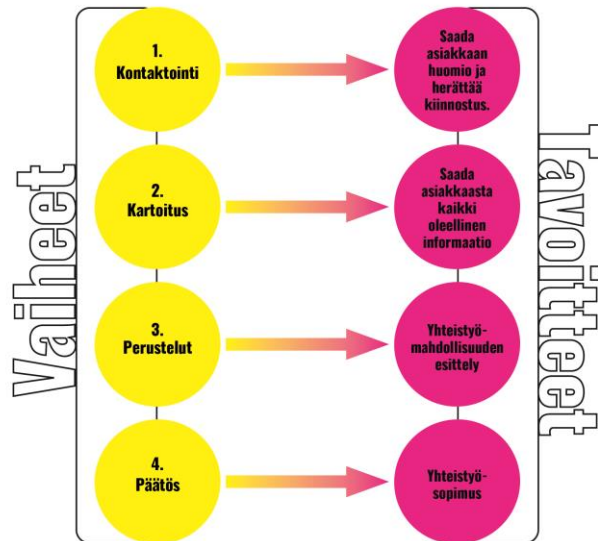 Vaiheet
1.
Kontaktointi
Saada
asiakkaan
huomio ja
herättää
kiinnostus.
2.
Kartoitus
Saada
asiakkaasta
kaikki
oleellinen
informaatio
3.
Perustelut
Yhteistyö-
mahdollisuuden
esittely
4.
Päätös
Yhteistyö-
sopimus
Tavoitteet